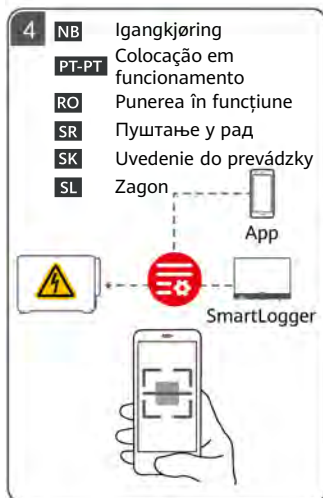 4
NB Igangkjøring
PT-PT Colocação em
funcionamento
RO Punerea în funcțiune
SR Пуштање у рад
SK Uvedenie do prevádzky
SL Zagon
App
SmartLogger